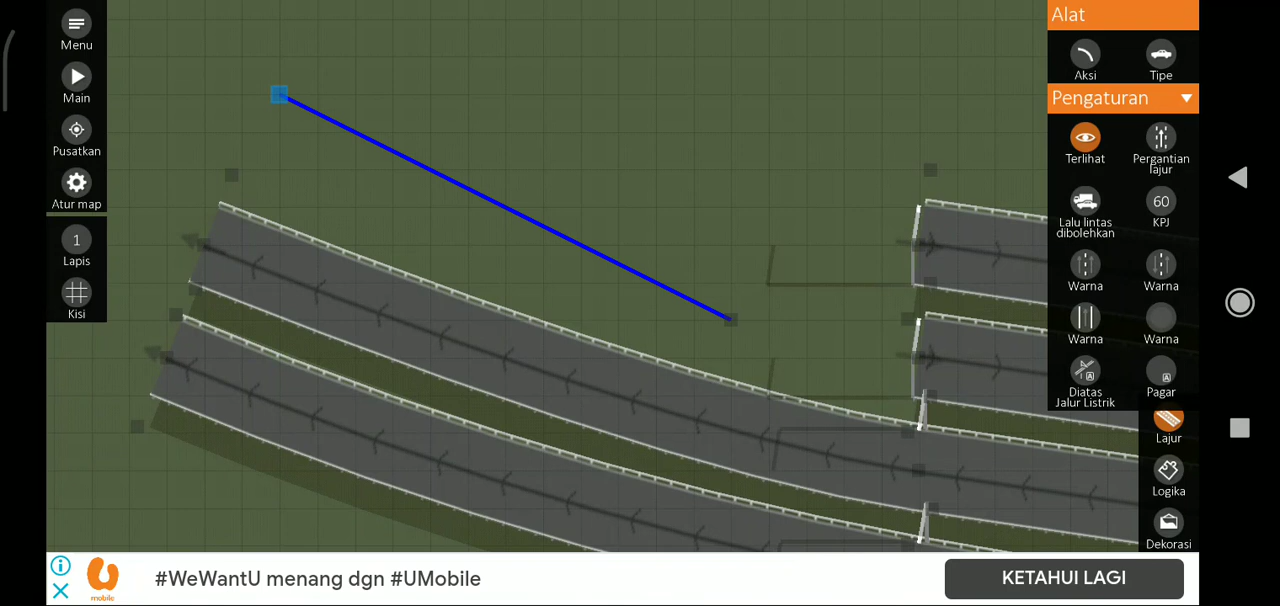 Menu
Main
Pusatkan
Atur map
1
Lapis
Kisi
Alat
Aksi
Tipe
Pengaturan
Terlihat
Pergantian
lajur
Lalu lintas
dibolehkan
60
KPJ
Warna
Warna
Warna
Warna
A
Diatas
Jalur Listrik
A
Pagar
Lajur
Logika
Dekorasi
mobile
#WeWantU menang dgn #UMobile
KETAHUI LAGI